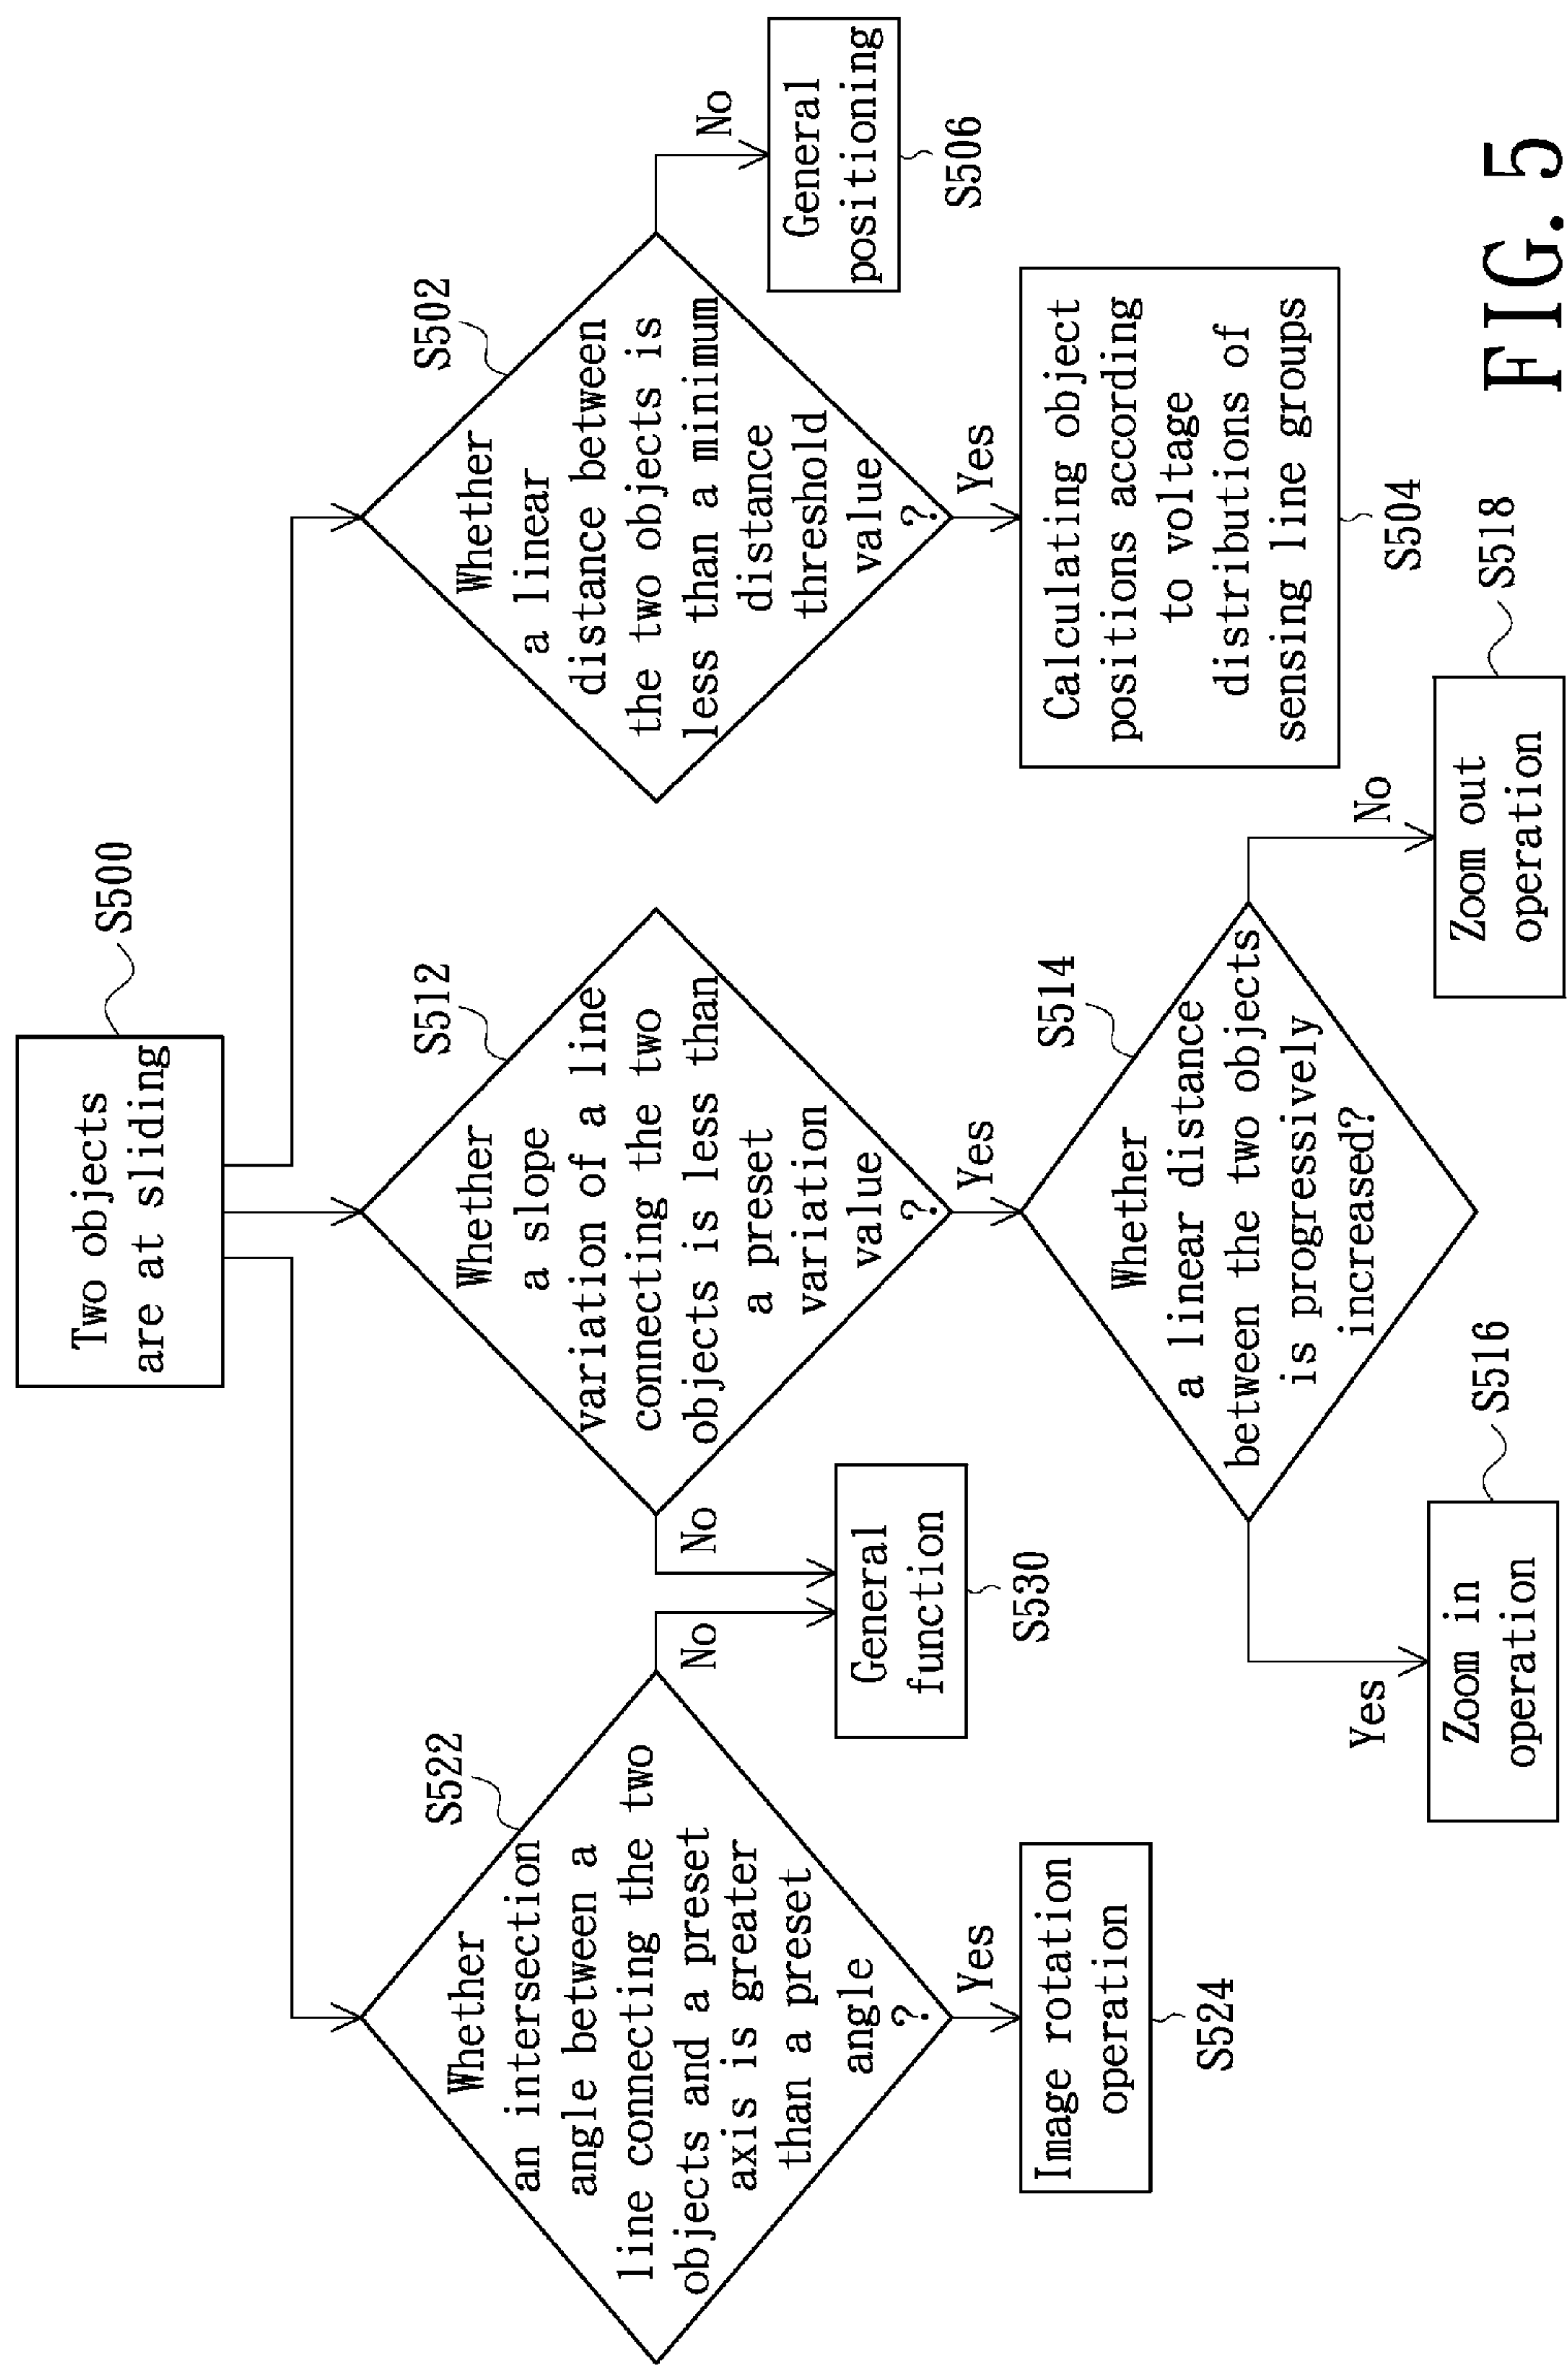 Two objects
are at sliding
S500
Whether
an intersection
angle between a
line connecting the two
objects and a preset
axis is greater
than a preset
angle
?
S522
Yes
No
Image rotation
operation
S524
Whether
a slope
variation of a line
connecting the two
objects is less than
a preset
variation
value
?
S512
No
Yes
General
function
S530
Whether
a linear distance
between the two objects
is progressively
increased?
S514
Yes
No
Zoom in
operation
S516
Zoom out
operation
S518
Whether
a linear
distance between
the two objects is
less than a minimum
distance
threshold
value
?
S502
No
Yes
General
positioning
S506
Calculating object
positions according
to voltage
distributions of
sensing line groups
S504
FIG. 5